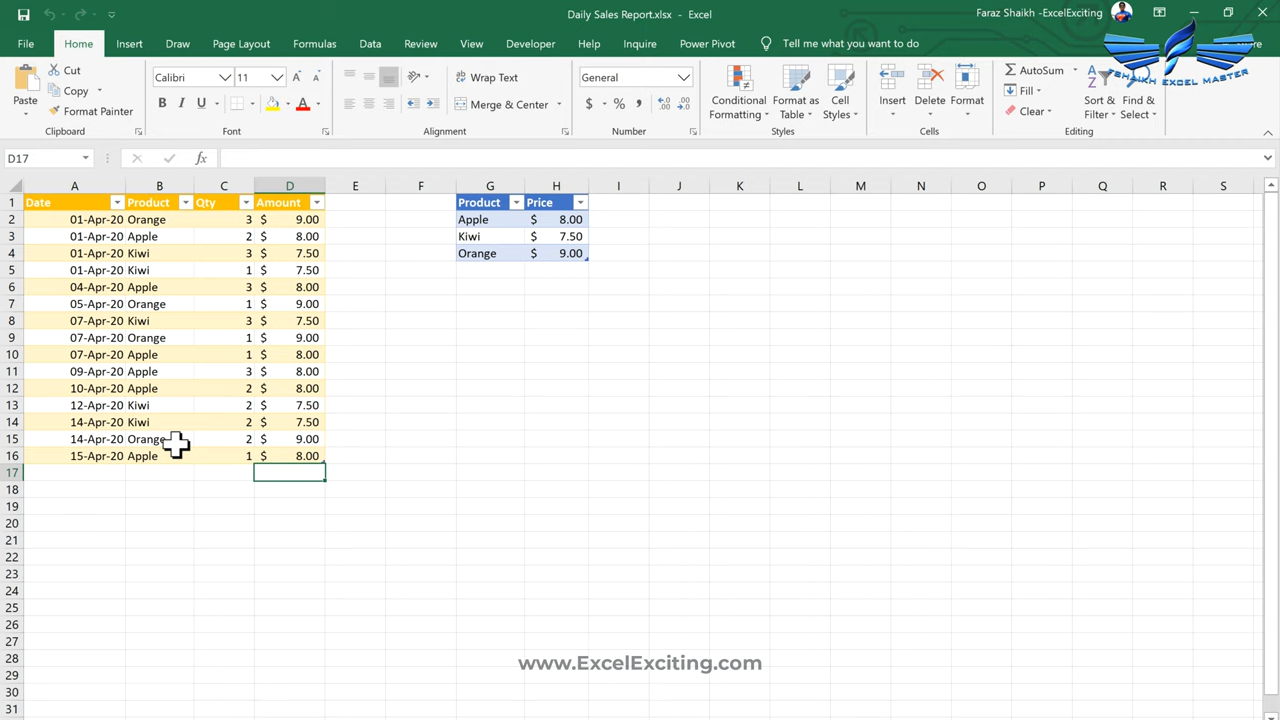 Daily Sales Report.xlsx - Excel
Faraz Shaikh -ExcelExciting
File Home Insert Draw Page Layout Formulas Data Review View Developer Help Inquire Power Pivot Tell me what you want to do
SHAIKH EXCEL MASTER
Paste
Cut
Copy
Format Painter
Clipboard
Calibri 11
B I U
A
Font
Wrap Text
Merge & Center
Alignment
General
$ % ,
Number
Conditional Formatting
Format as Table
Cell Styles
Styles
Insert
Delete
Format
Cells
AutoSum
Fill
Clear
Sort & Filter
Find & Select
Editing
D17 fx
A B C D E F G H I J K L M N O P Q R S
1 Date Product Qty Amount Product Price
2 01-Apr-20 Orange 3 $ 9.00 Apple $ 8.00
3 01-Apr-20 Apple 2 $ 8.00 Kiwi $ 7.50
4 01-Apr-20 Kiwi 3 $ 7.50 Orange $ 9.00
5 01-Apr-20 Kiwi 1 $ 7.50
6 04-Apr-20 Apple 3 $ 8.00
7 05-Apr-20 Orange 1 $ 9.00
8 07-Apr-20 Kiwi 3 $ 7.50
9 07-Apr-20 Orange 1 $ 9.00
10 07-Apr-20 Apple 1 $ 8.00
11 09-Apr-20 Apple 3 $ 8.00
12 10-Apr-20 Apple 2 $ 8.00
13 12-Apr-20 Kiwi 2 $ 7.50
14 14-Apr-20 Kiwi 2 $ 7.50
15 14-Apr-20 Orange 2 $ 9.00
16 15-Apr-20 Apple 1 $ 8.00
17
18
19
20
21
22
23
24
25
26
27
28
www.ExcelExciting.com
29
30
31